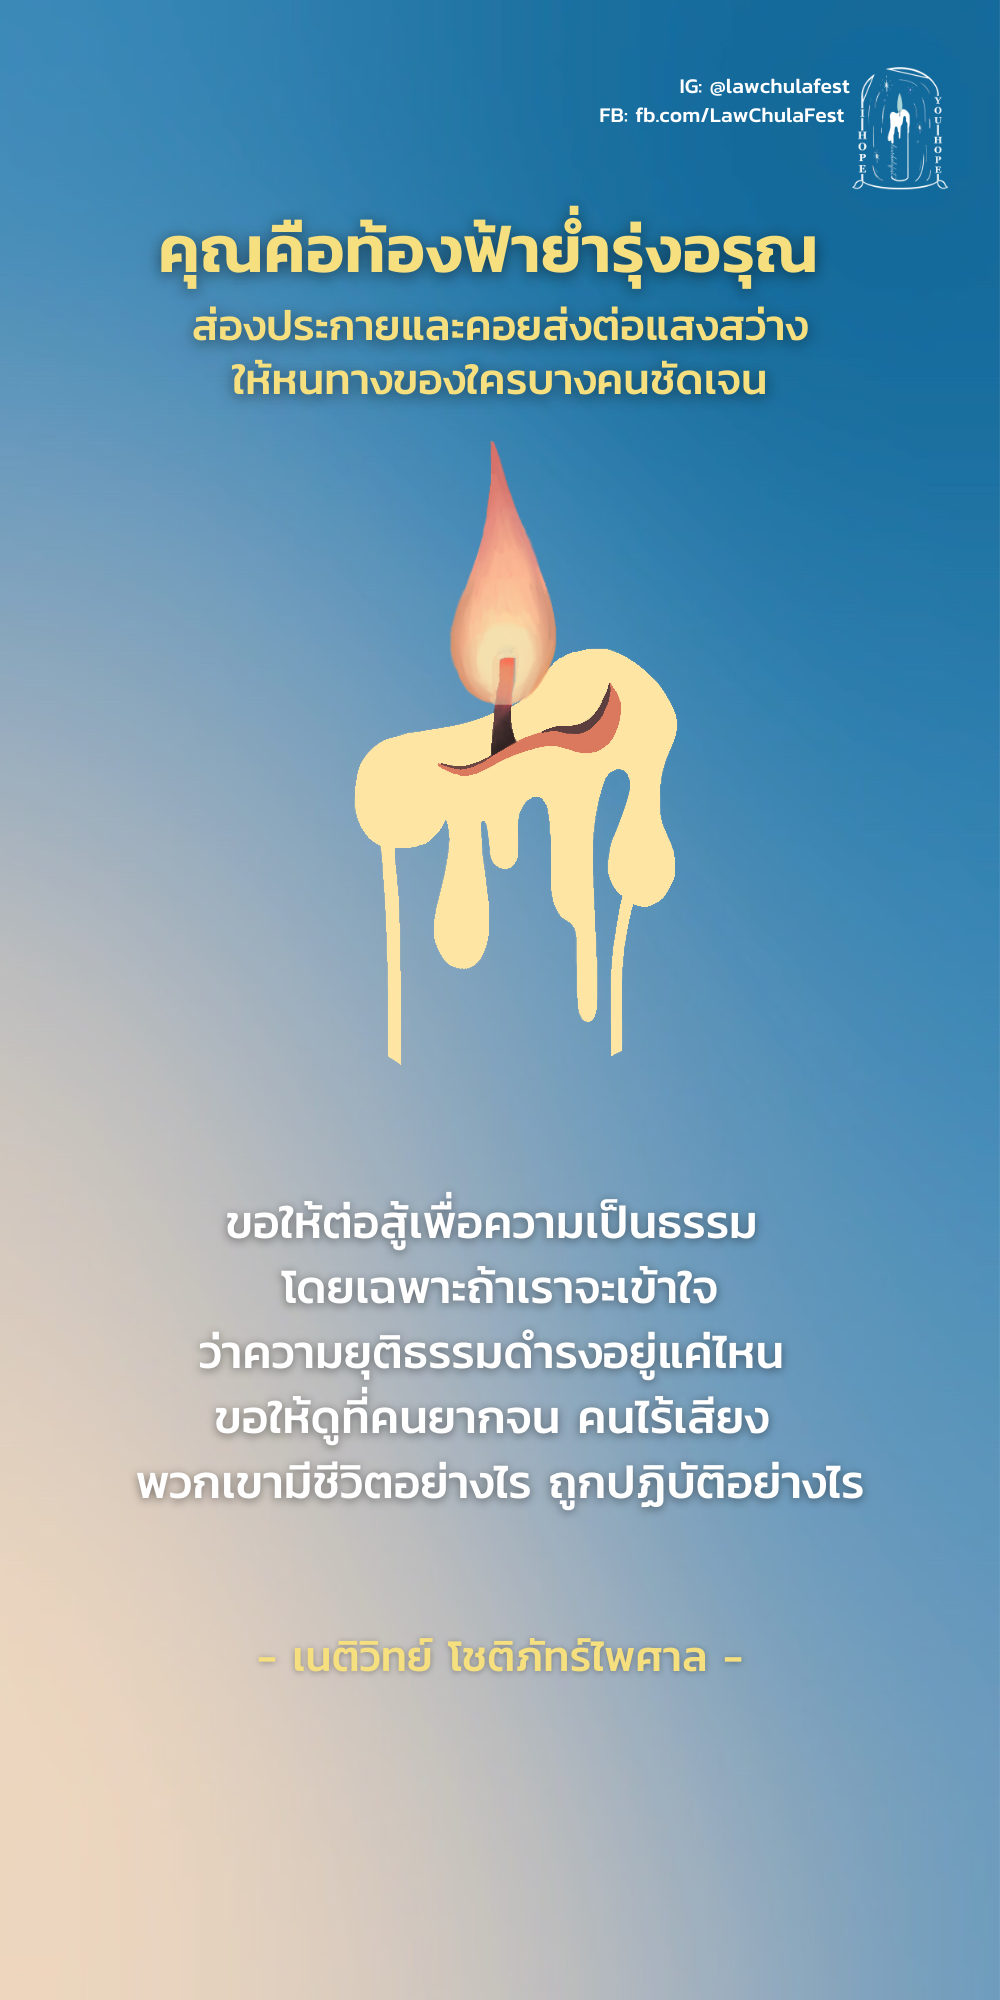 IG: @lawchulafest
FB: fb.com/LawChulaFest
I HOPE
YOU HOPE
คุณคือท้องฟ้าย่ำรุ่งอรุณ
ส่องประกายและคอยส่งต่อแสงสว่าง
ให้หนทางของใครบางคนชัดเจน
ขอให้ต่อสู้เพื่อความเป็นธรรม
โดยเฉพาะถ้าเราจะเข้าใจ
ว่าความยุติธรรมดำรงอยู่แค่ไหน
ขอให้ดูที่คนยากจน คนไร้เสียง
พวกเขามีชีวิตอย่างไร ถูกปฏิบัติอย่างไร
- เนติวิทย์ โชติภัทร์ไพศาล -